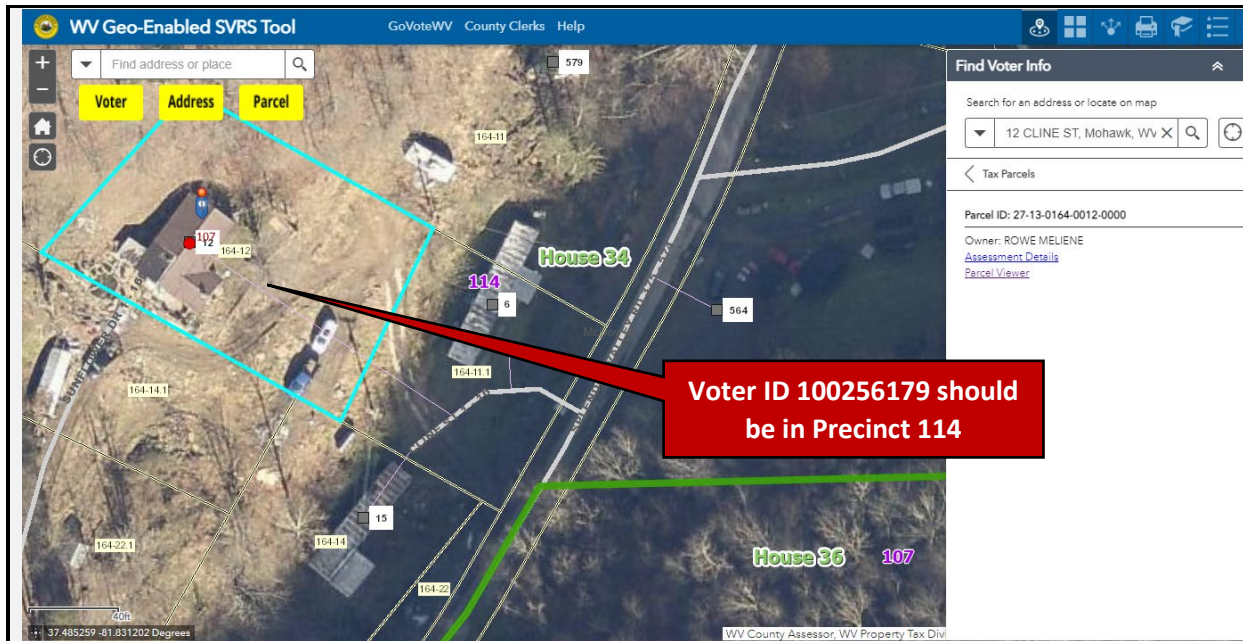 WV Geo-Enabled SVRS Tool
GoVoteWV County Clerks Help
Find address or place
Voter Address Parcel
579
164-11
107
12
164-12
House 34
114
6
564
164-11.1
164-14.1
15
164-14
164-22.1
164-22
House 36 107
Voter ID 100256179 should
be in Precinct 114
40ft
37.485259 -81.831202 Degrees
WV County Assessor, WV Property Tax Divi
Find Voter Info
Search for an address or locate on map
12 CLINE ST, Mohawk, WV
Tax Parcels
Parcel ID: 27-13-0164-0012-0000
Owner: ROWE MELIENE
Assessment Details
Parcel Viewer